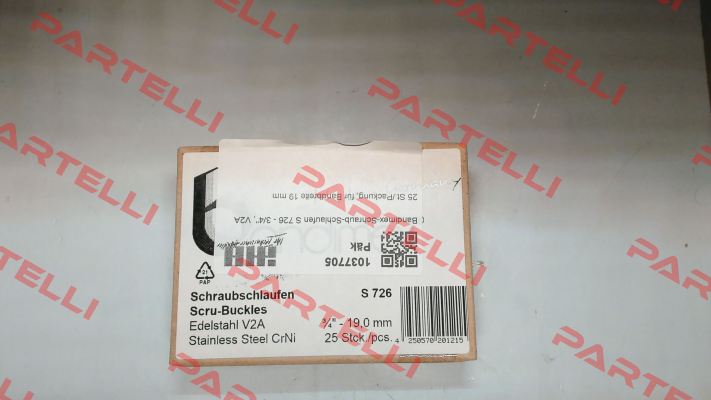 PARTELLI
PARTELLI
PARTELLI
PARTELLI
PARTELLI
PARTELLI
PARTELLI
PARTELLI
PARTELLI
( Bandimex-Schraub-Schlaufen S 726 - 3/4", V2A
25 St./Packung, für Bandbreite 19 mm
1037705
Päk
21
PAP
Schraubschlaufen S 726
Scru-Buckles
Edelstahl V2A ¾" - 19,0 mm
Stainless Steel CrNi 25 Stck./pcs.
4 250570 201215